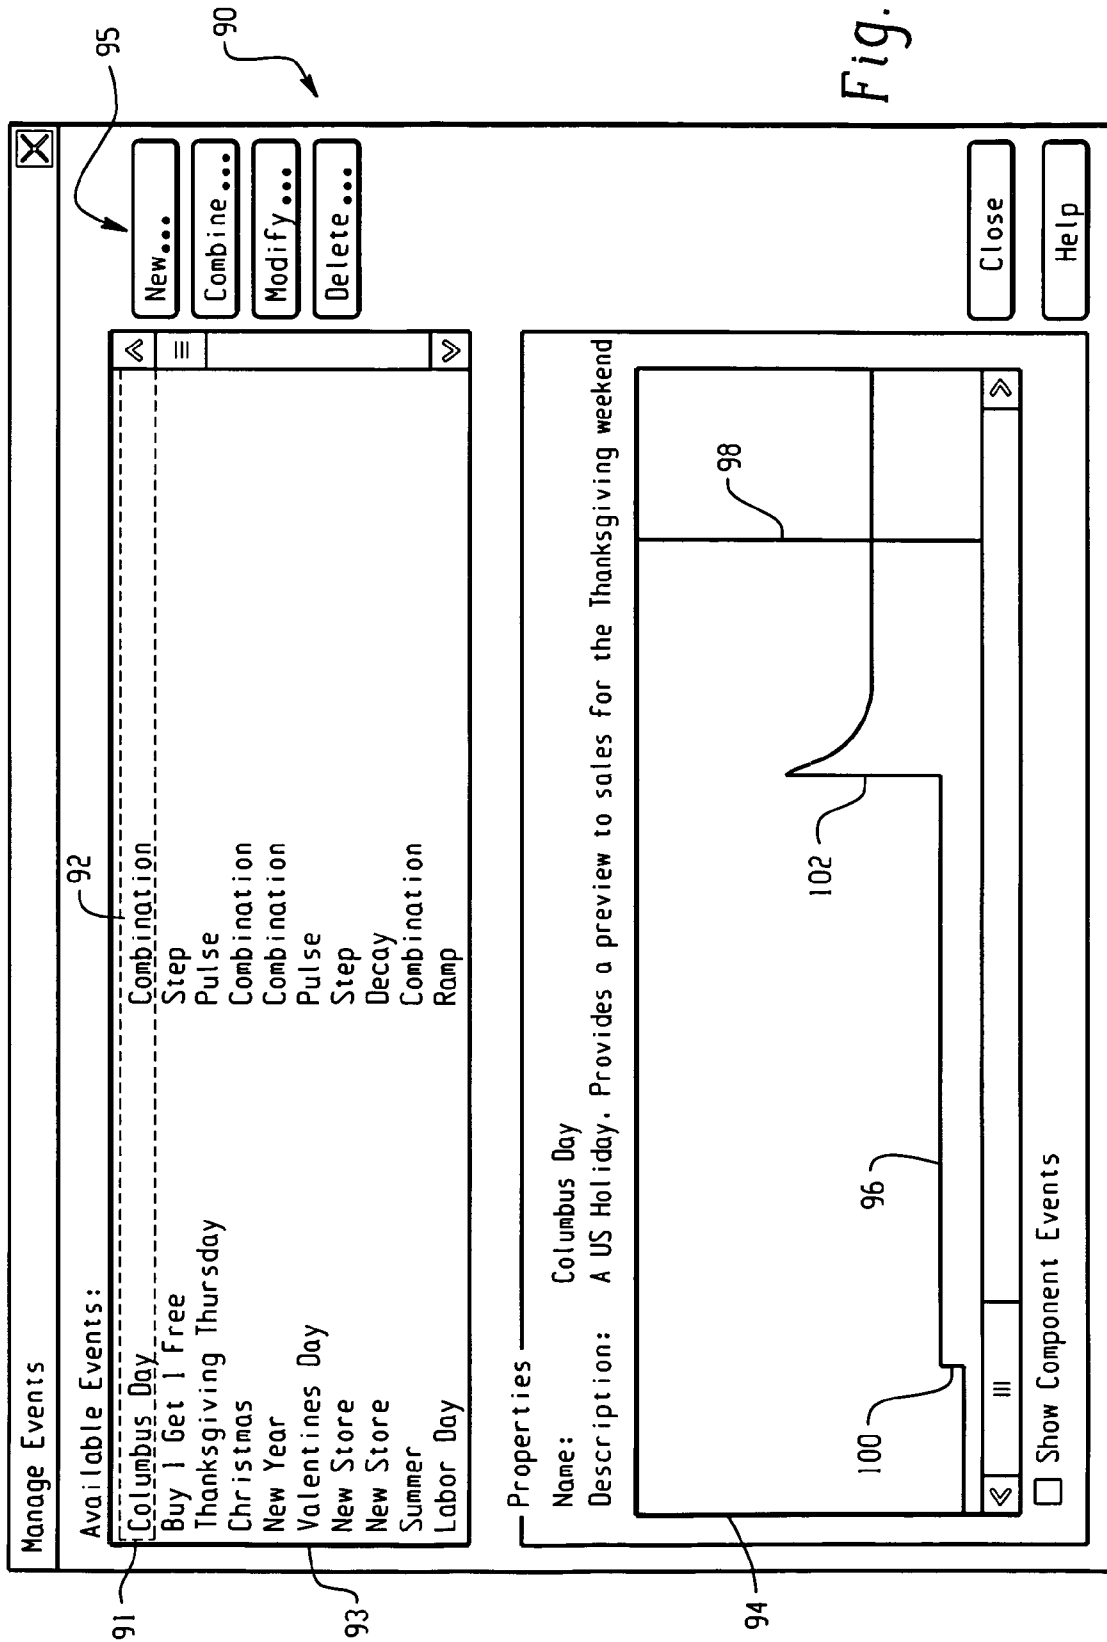 Manage Events
Available Events:
Columbus Day Combination
Buy 1 Get 1 Free Step
Thanksgiving Thursday Pulse
Christmas Combination
New Year Combination
Valentines Day Pulse
New Store Step
New Store Decay
Summer Combination
Labor Day Ramp
New...
Combine...
Modify...
Delete...
Properties
Name: Columbus Day
Description: A US Holiday. Provides a preview to sales for the Thanksgiving weekend
Show Component Events
Close
Help
90
91
92
93
94
95
96
98
100
102
Fig.